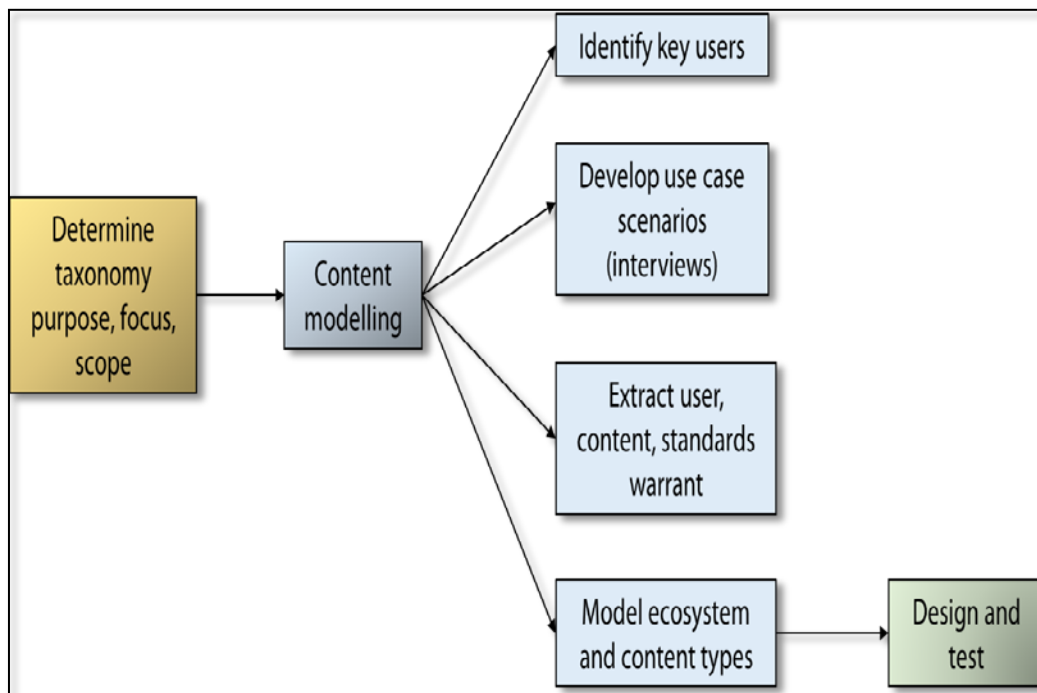 Determine
taxonomy
purpose, focus,
scope
Content
modelling
Identify key users
Develop use case
scenarios
(interviews)
Extract user,
content, standards
warrant
Model ecosystem
and content types
Design and
test